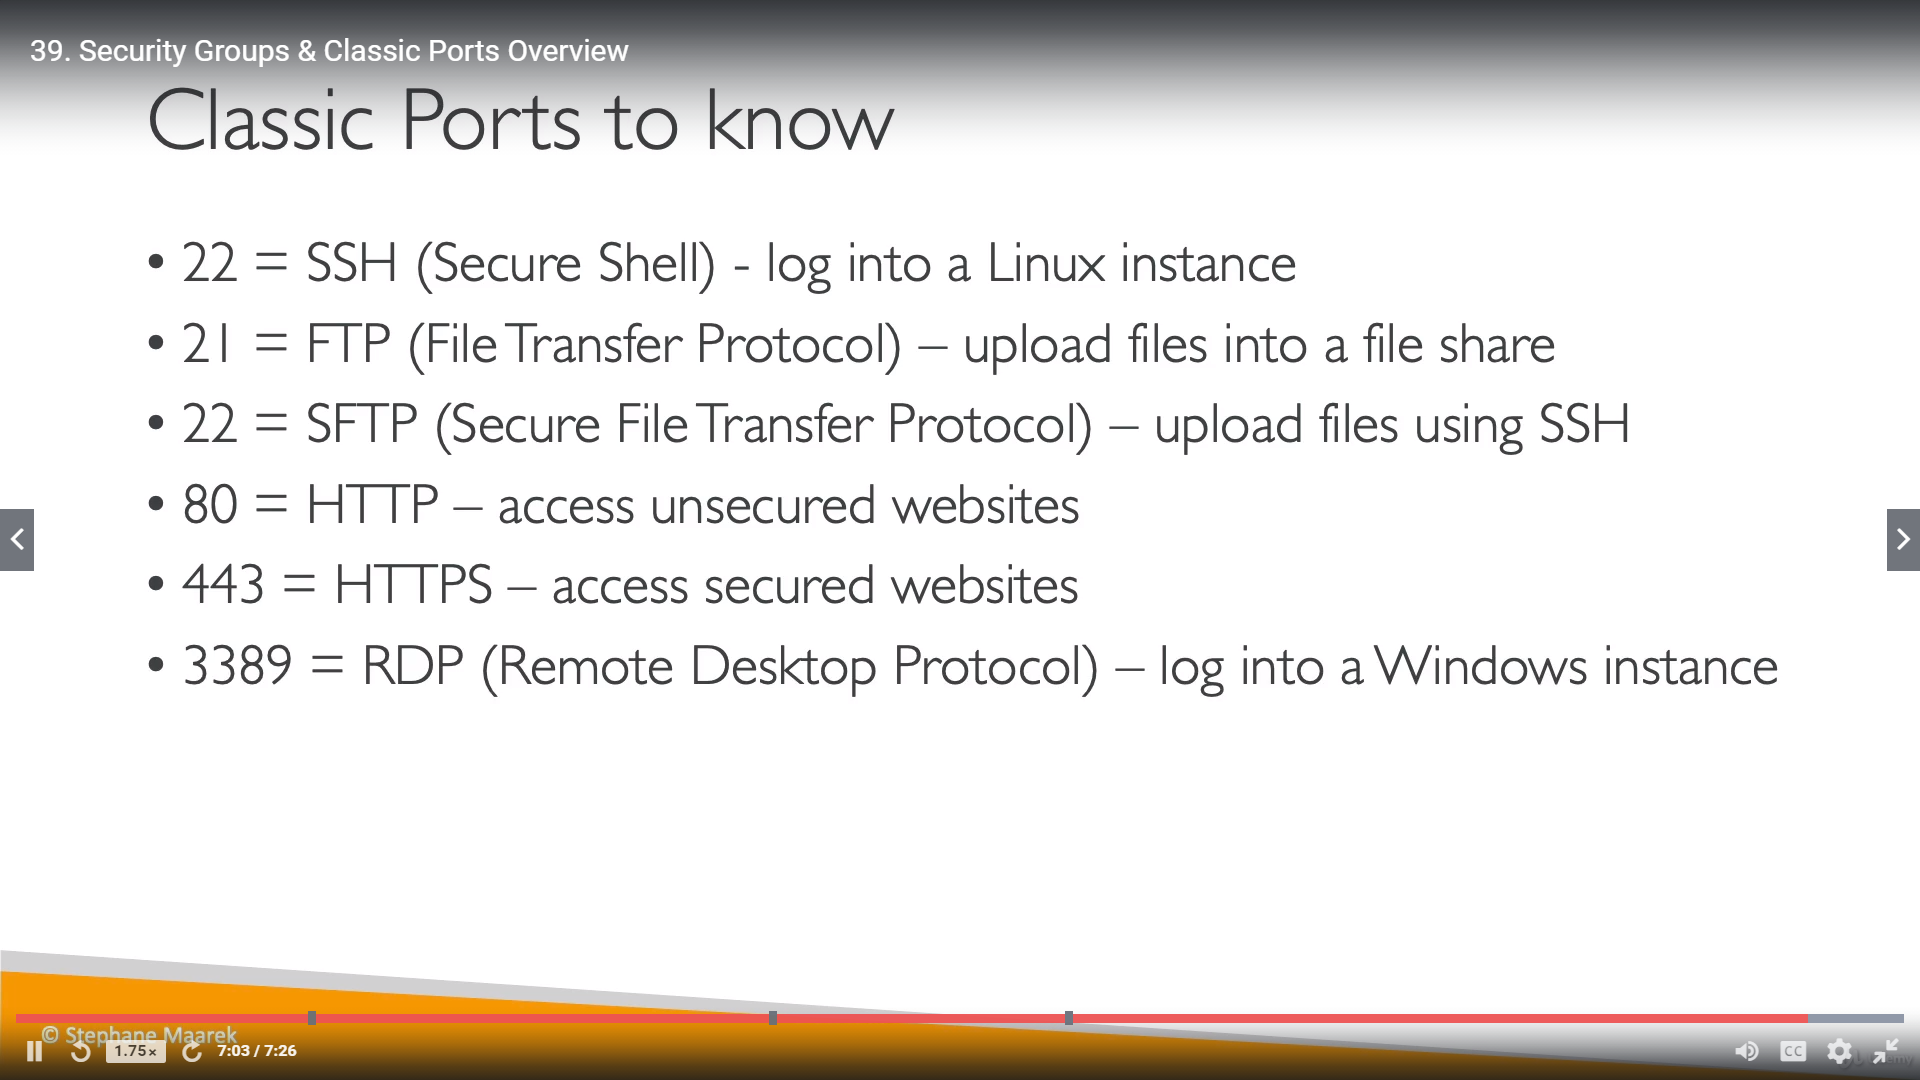 39. Security Groups & Classic Ports Overview
Classic Ports to know
• 22 = SSH (Secure Shell) - log into a Linux instance
• 21 = FTP (File Transfer Protocol) – upload files into a file share
• 22 = SFTP (Secure File Transfer Protocol) – upload files using SSH
• 80 = HTTP – access unsecured websites
• 443 = HTTPS – access secured websites
• 3389 = RDP (Remote Desktop Protocol) – log into a Windows instance
© Stephane Maarek
1.75x 7:03 / 7:26 CC